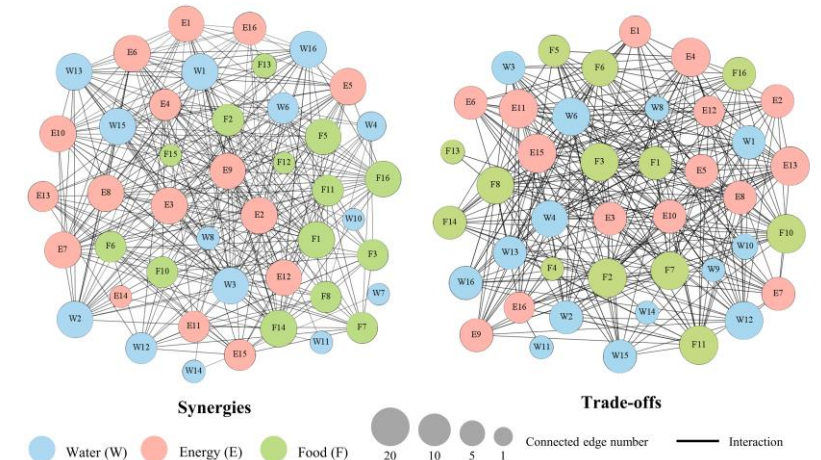 E1
E16
E6
W16
W13
W1
F13
E5
E4
W6
F2
W15
W4
E10
F5
F15
F12
E9
F16
E13
E8
F11
E3
E2
W10
W8
F1
E7
F6
F3
F10
E12
W3
E14
F8
W7
W2
E11
F14
F7
W12
E15
W11
W14
Synergies
E1
F5
E4
W3
F6
F16
E6
E11
W6
W8
E12
E2
W1
F13
E15
F3
F1
E5
E13
F8
E8
F14
W4
E3
E10
F10
W13
W10
F4
F2
F7
W9
W16
E7
E16
W2
W14
W12
E9
W11
W15
F11
Trade-offs
Water (W) Energy (E) Food (F)
20 10 5 1
Connected edge number
Interaction